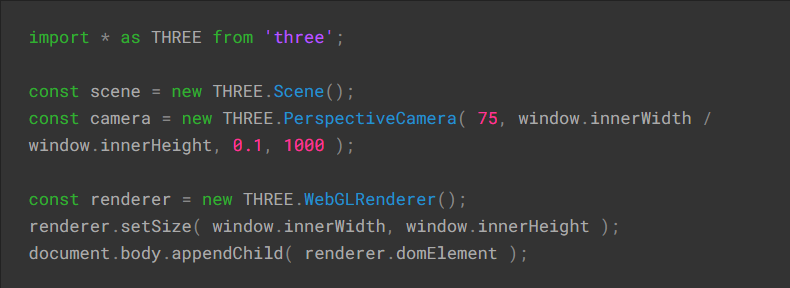 import * as THREE from 'three';
const scene = new THREE.Scene();
const camera = new THREE.PerspectiveCamera( 75, window.innerWidth /
window.innerHeight, 0.1, 1000 );
const renderer = new THREE.WebGLRenderer();
renderer.setSize( window.innerWidth, window.innerHeight );
document.body.appendChild( renderer.domElement );